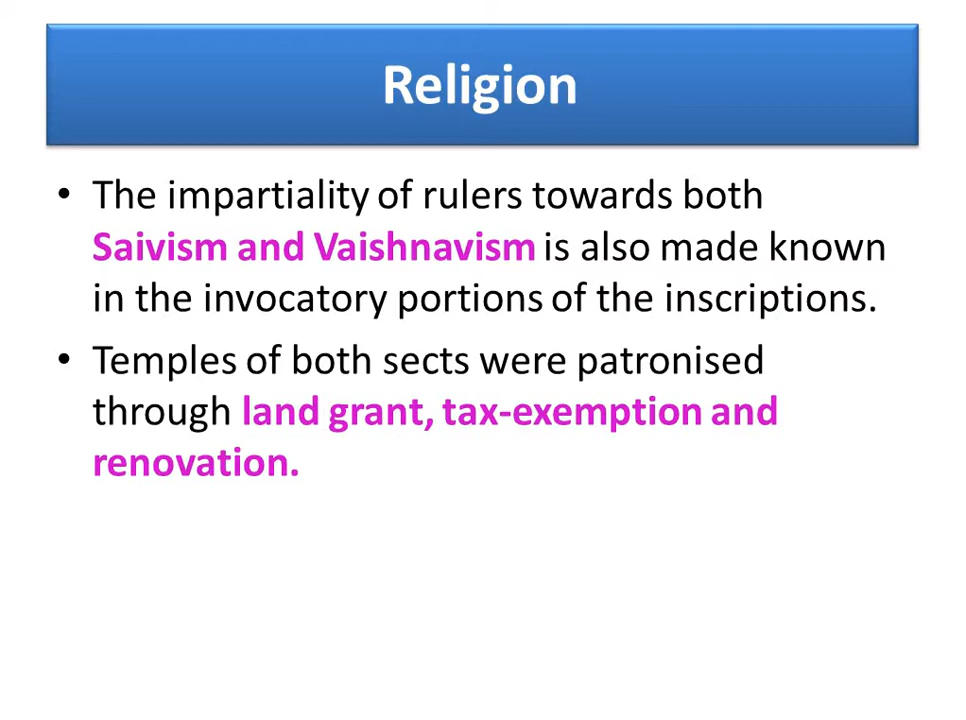 Religion
• The impartiality of rulers towards both
Saivism and Vaishnavism is also made known
in the invocatory portions of the inscriptions.
• Temples of both sects were patronised
through land grant, tax-exemption and
renovation.